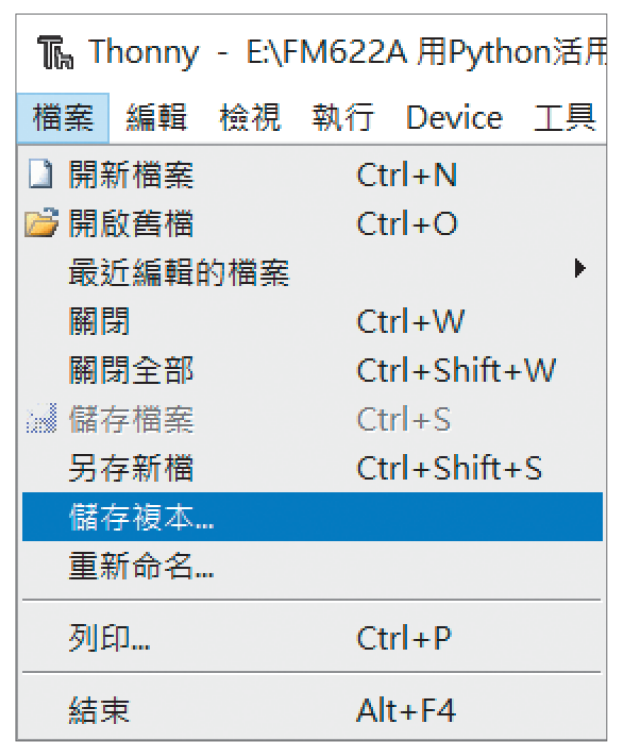 Thonny - E:\FM622A 用Python活用
檔案 編輯 檢視 執行 Device 工具
開新檔案 Ctrl+N
開啟舊檔 Ctrl+O
最近編輯的檔案
關閉 Ctrl+W
關閉全部 Ctrl+Shift+W
儲存檔案 Ctrl+S
另存新檔 Ctrl+Shift+S
儲存複本...
重新命名...
列印... Ctrl+P
結束 Alt+F4